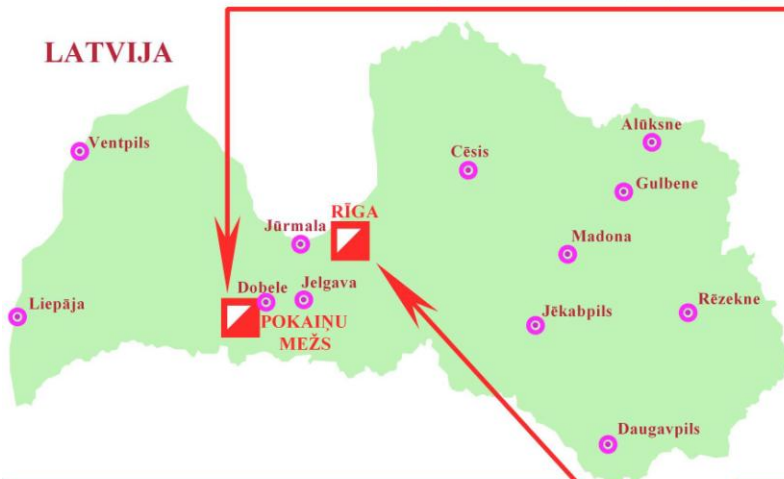 LATVIJA
Ventpils
Alūksne
Cēsis
Gulbene
RĪGA
Jūrmala
Madona
Dobele
Jelgava
Liepāja
POKAIŅU
MEŽS
Jēkabpils
Rēzekne
Daugavpils